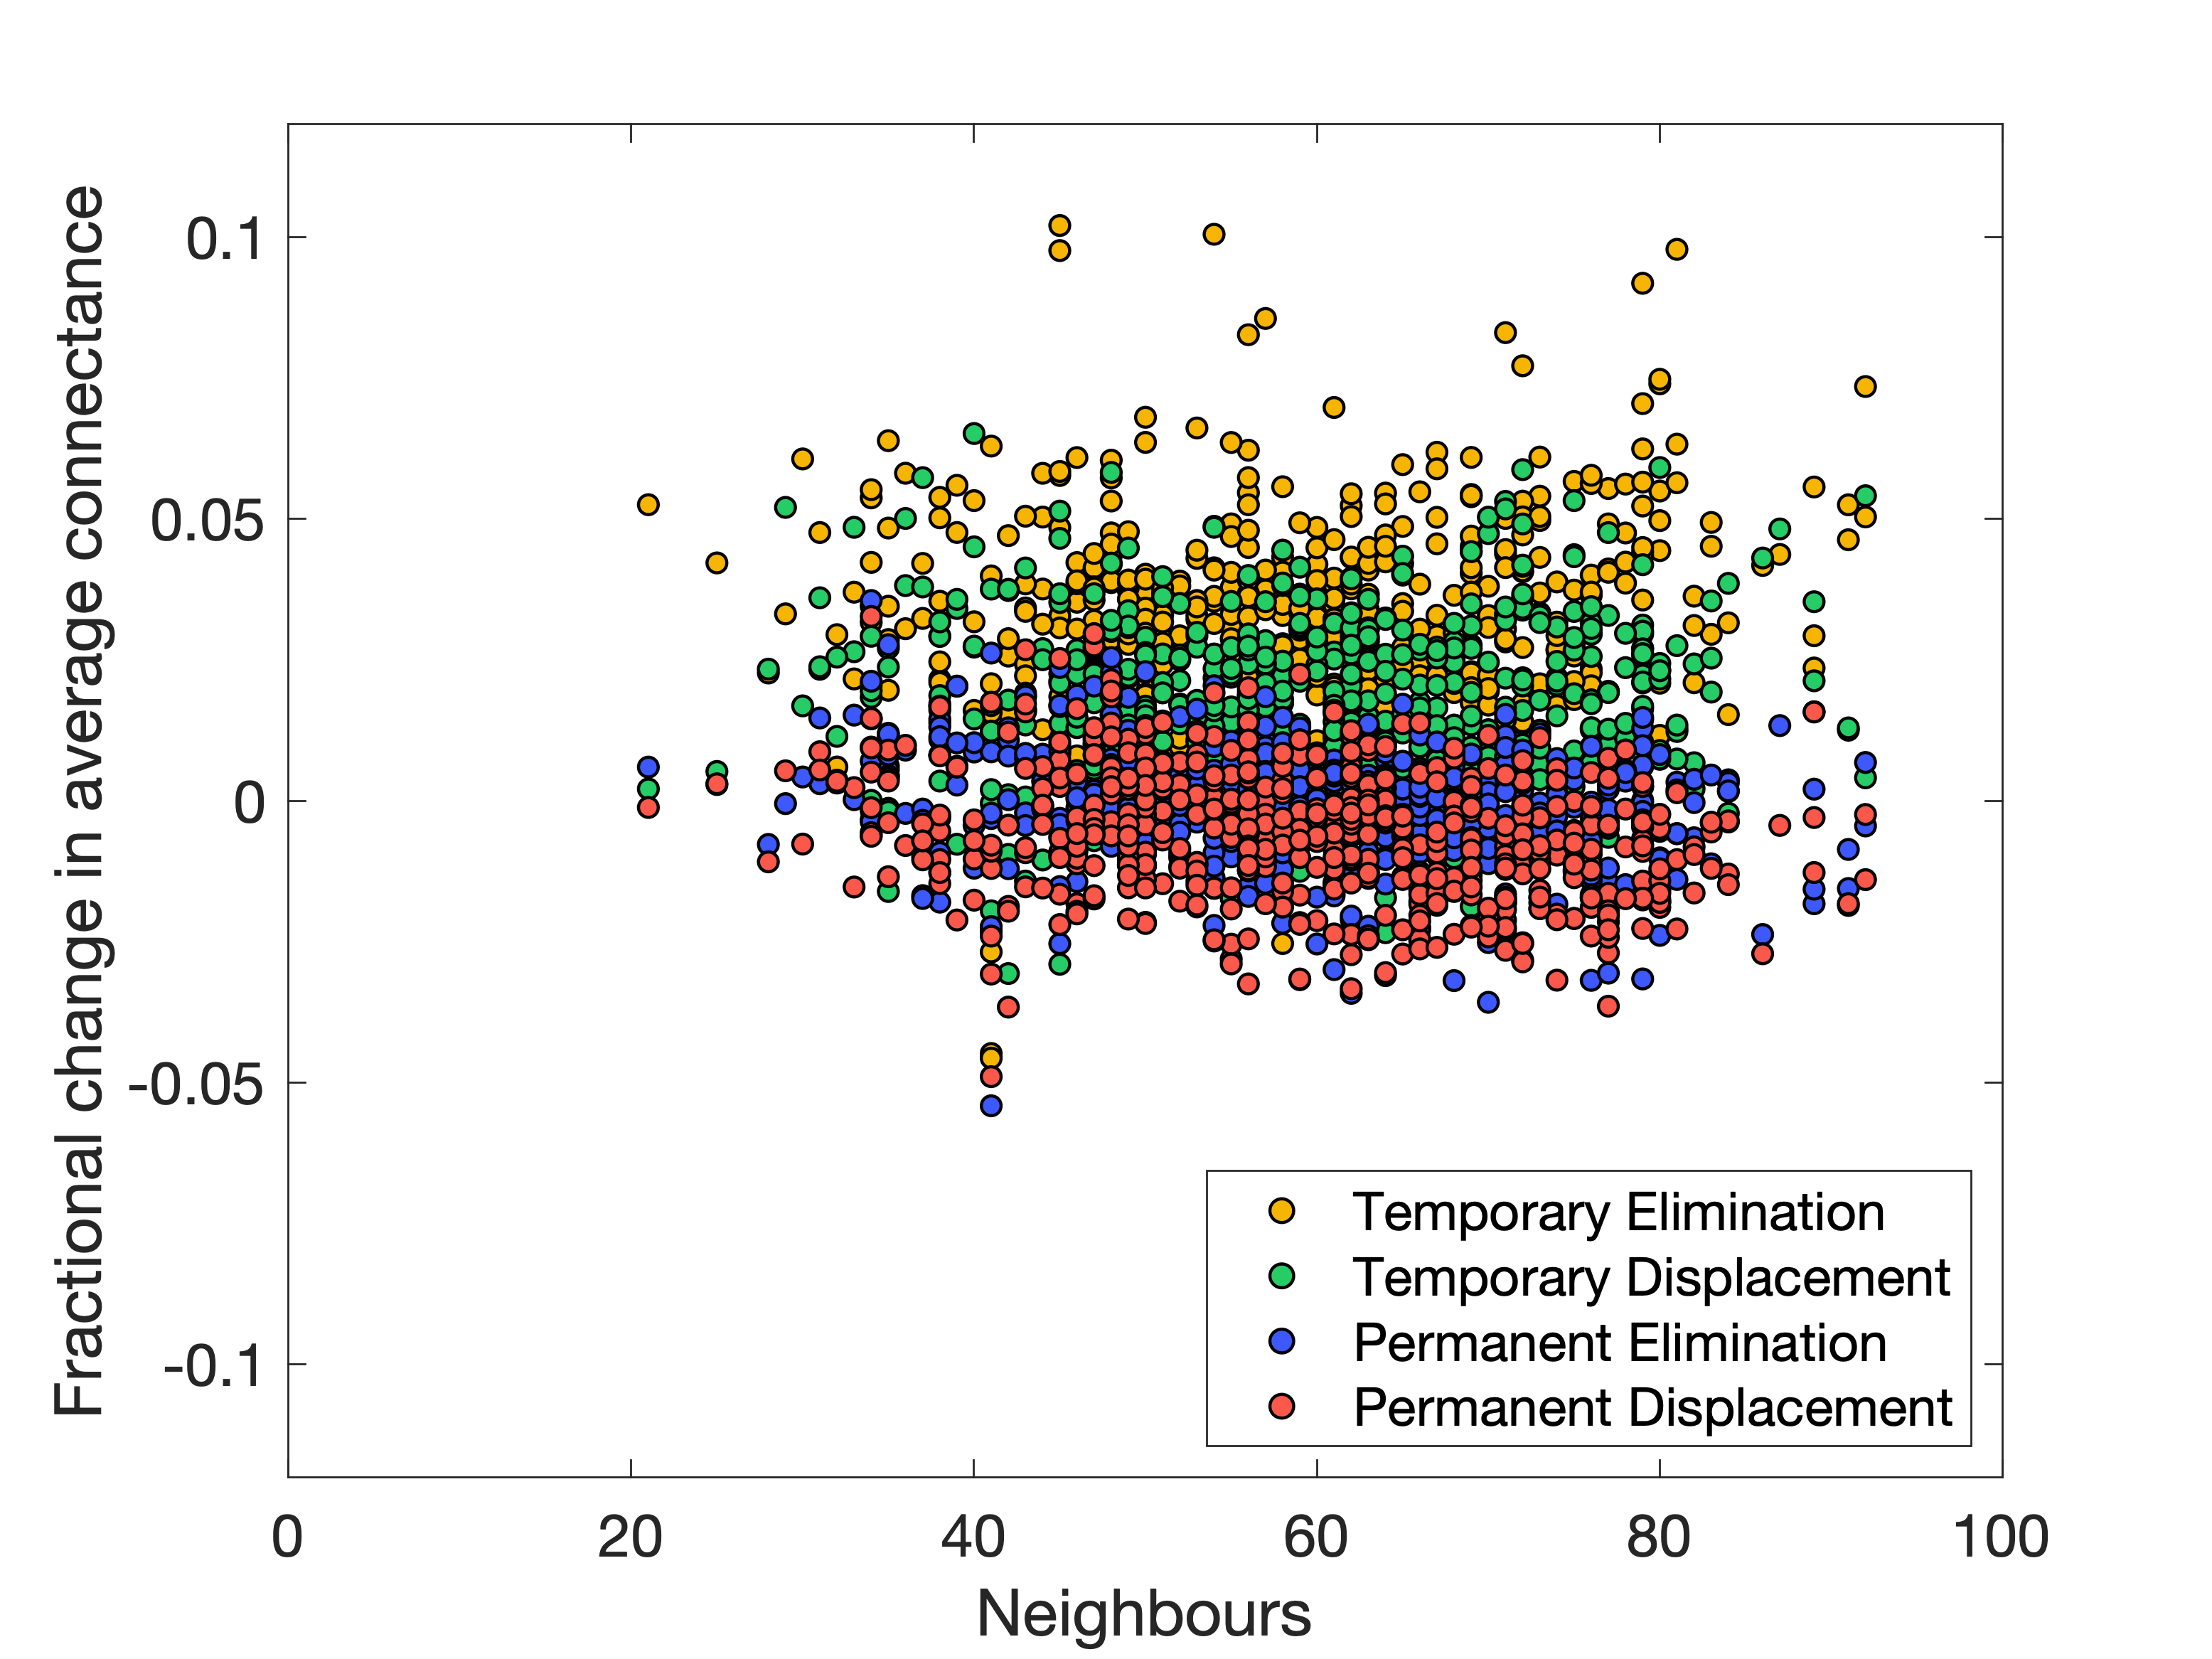 Fractional change in average connectance
0.1
0.05
0
-0.05
-0.1
Temporary Elimination
Temporary Displacement
Permanent Elimination
Permanent Displacement
0 20 40 60 80 100
Neighbours